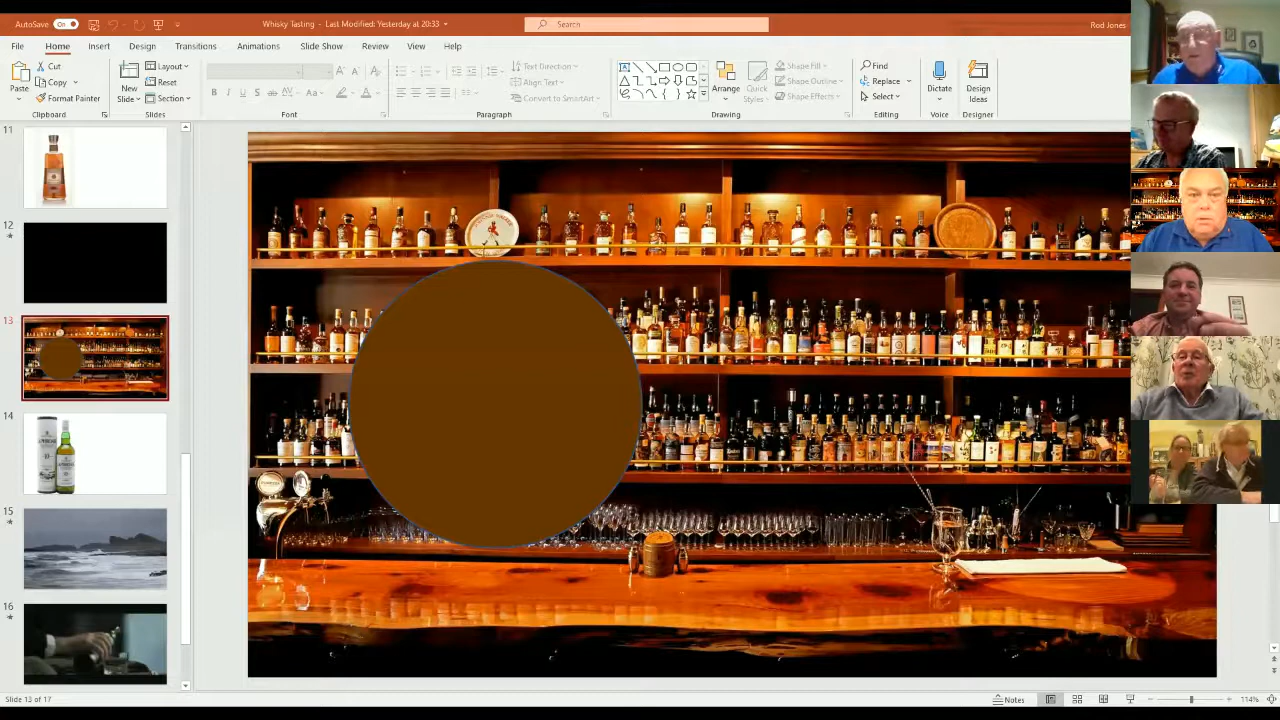 AutoSave On Whisky Tasting - Last Modified: Yesterday at 20:33 Search Rod Jones
File Home Insert Design Transitions Animations Slide Show Review View Help
Paste Cut Copy Format Painter
Clipboard
New Slide Layout Reset Section
Slides
B I U S Aa A
Font
Text Direction Align Text Convert to SmartArt
Paragraph
Arrange Quick Styles Shape Fill Shape Outline Shape Effects
Drawing
Find Replace Select
Editing
Dictate
Voice
Design Ideas
Designer
11
12
13
14
15
16
Slide 13 of 17 Notes 114%